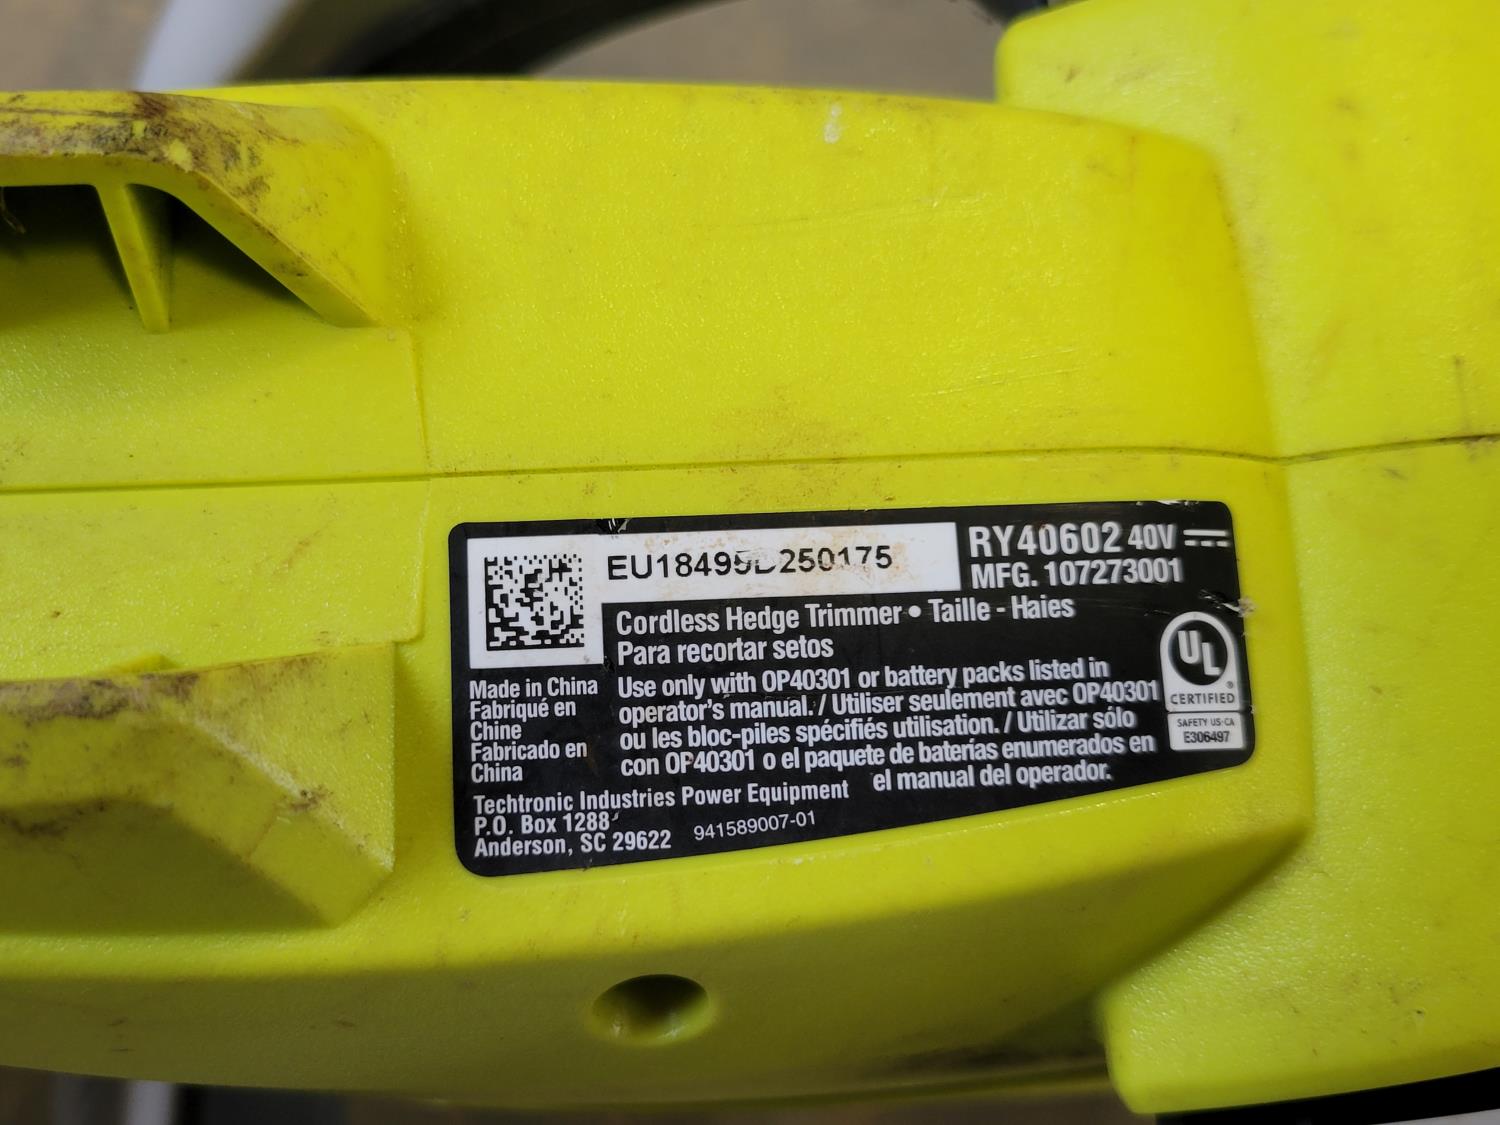 EU18495D250175
RY40602 40V
MFG. 107273001
Cordless Hedge Trimmer • Taille - Haies
Para recortar setos
Use only with OP40301 or battery packs listed in
operator's manual. / Utiliser seulement avec OP40301
ou les bloc-piles spécifiés utilisation. / Utilizar sólo
con OP40301 o el paquete de baterías enumerados en
el manual del operador.
Made in China
Fabriqué en
Chine
Fabricado en
China
Techtronic Industries Power Equipment
P.O. Box 1288
Anderson, SC 29622
941589007-01
UL
®
CERTIFIED
SAFETY US-CA
E306497